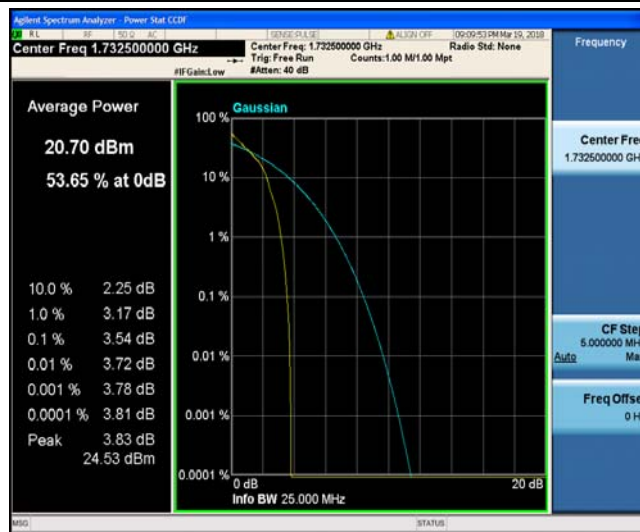 Agilent Spectrum Analyzer - Power Stat CCDF
RL RF 50 Ω AC SENSE:PULSE ALIGN OFF 09:09:53 PM Mar 19, 2018
Center Freq 1.732500000 GHz
Center Freq: 1.732500000 GHz Radio Std: None
Trig: Free Run Counts:1.00 M/1.00 Mpt
#IFGain:Low #Atten: 40 dB
Frequency
Average Power
20.70 dBm
53.65 % at 0dB
10.0 % 2.25 dB
1.0 % 3.17 dB
0.1 % 3.54 dB
0.01 % 3.72 dB
0.001 % 3.78 dB
0.0001 % 3.81 dB
Peak 3.83 dB
24.53 dBm
Gaussian
100 %
10 %
1 %
0.1 %
0.01 %
0.001 %
0.0001 %
0 dB 20 dB
Info BW 25.000 MHz
Center Fre
1.732500000 GH
CF Ste
5.000000 MH
Auto Ma
Freq Offse
0 H
MSG STATUS